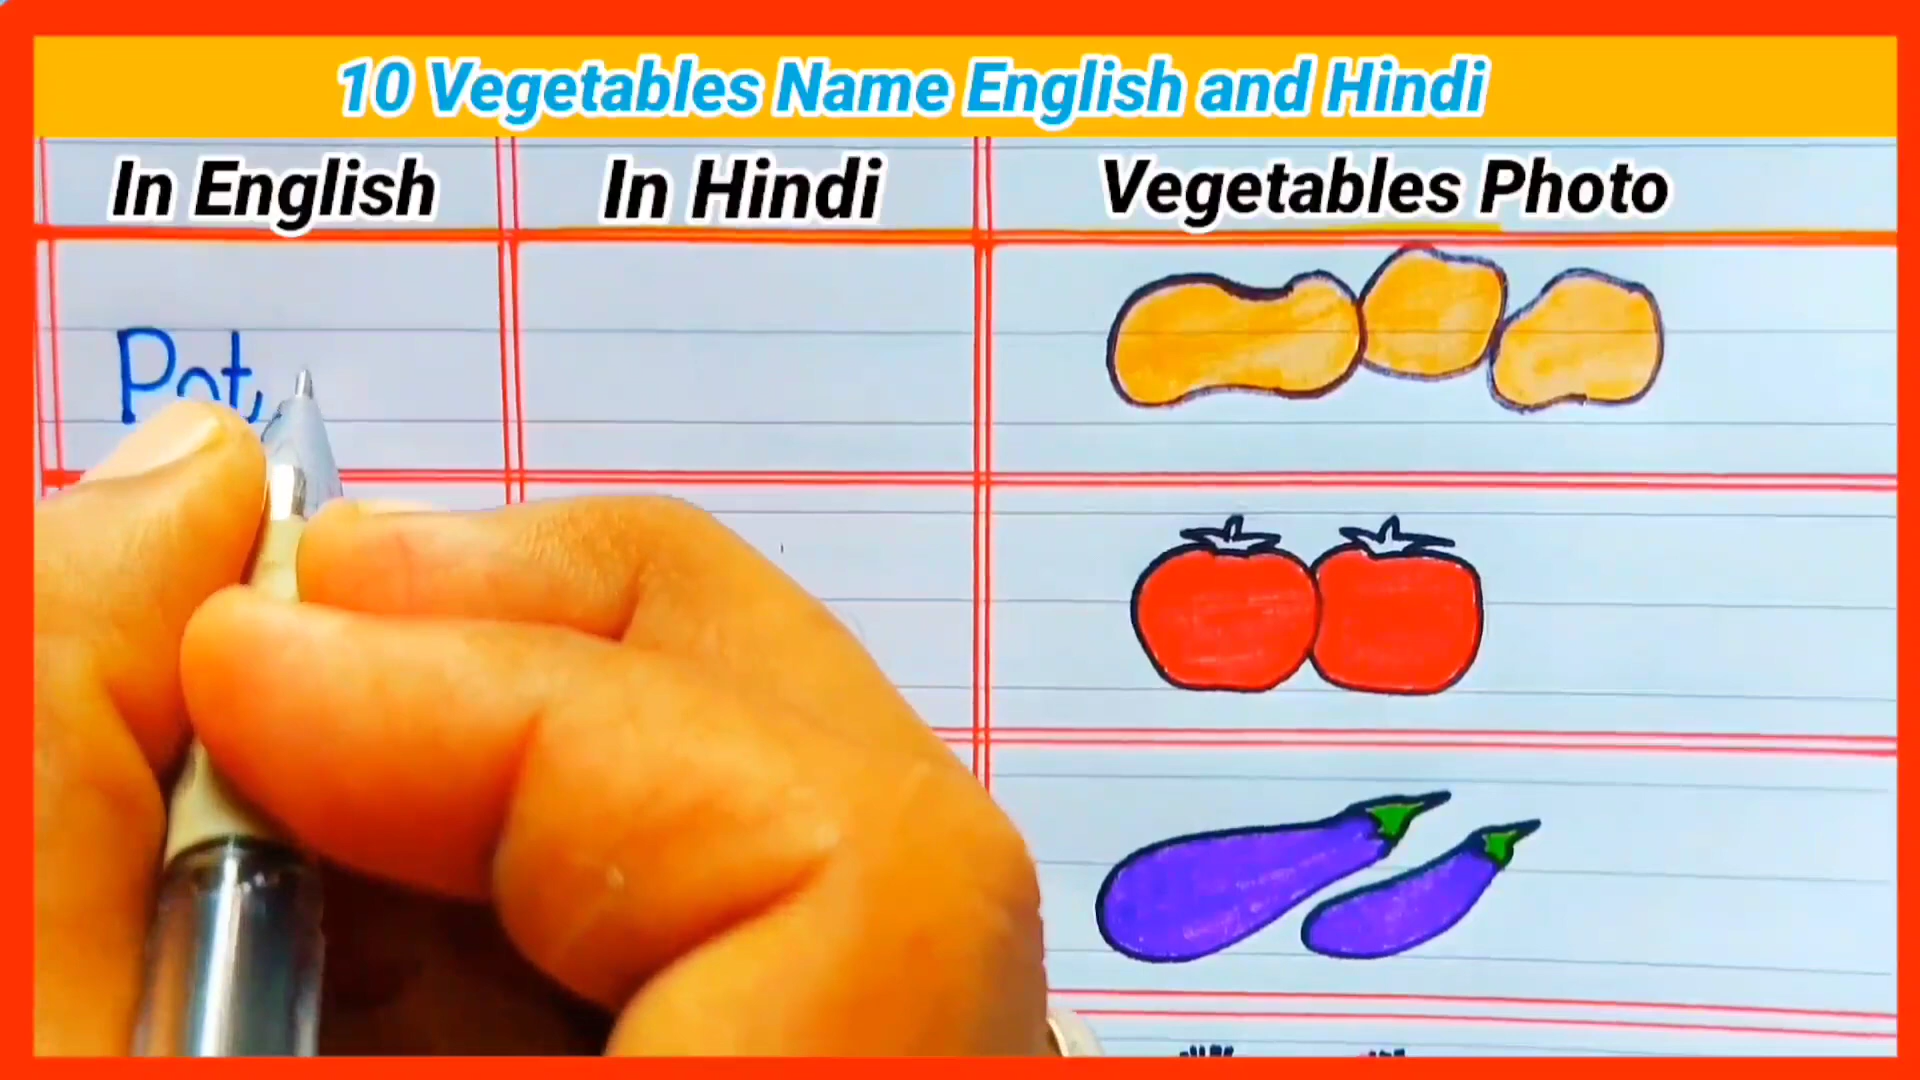 10 Vegetables Name English and Hindi
In English In Hindi Vegetables Photo
Pot